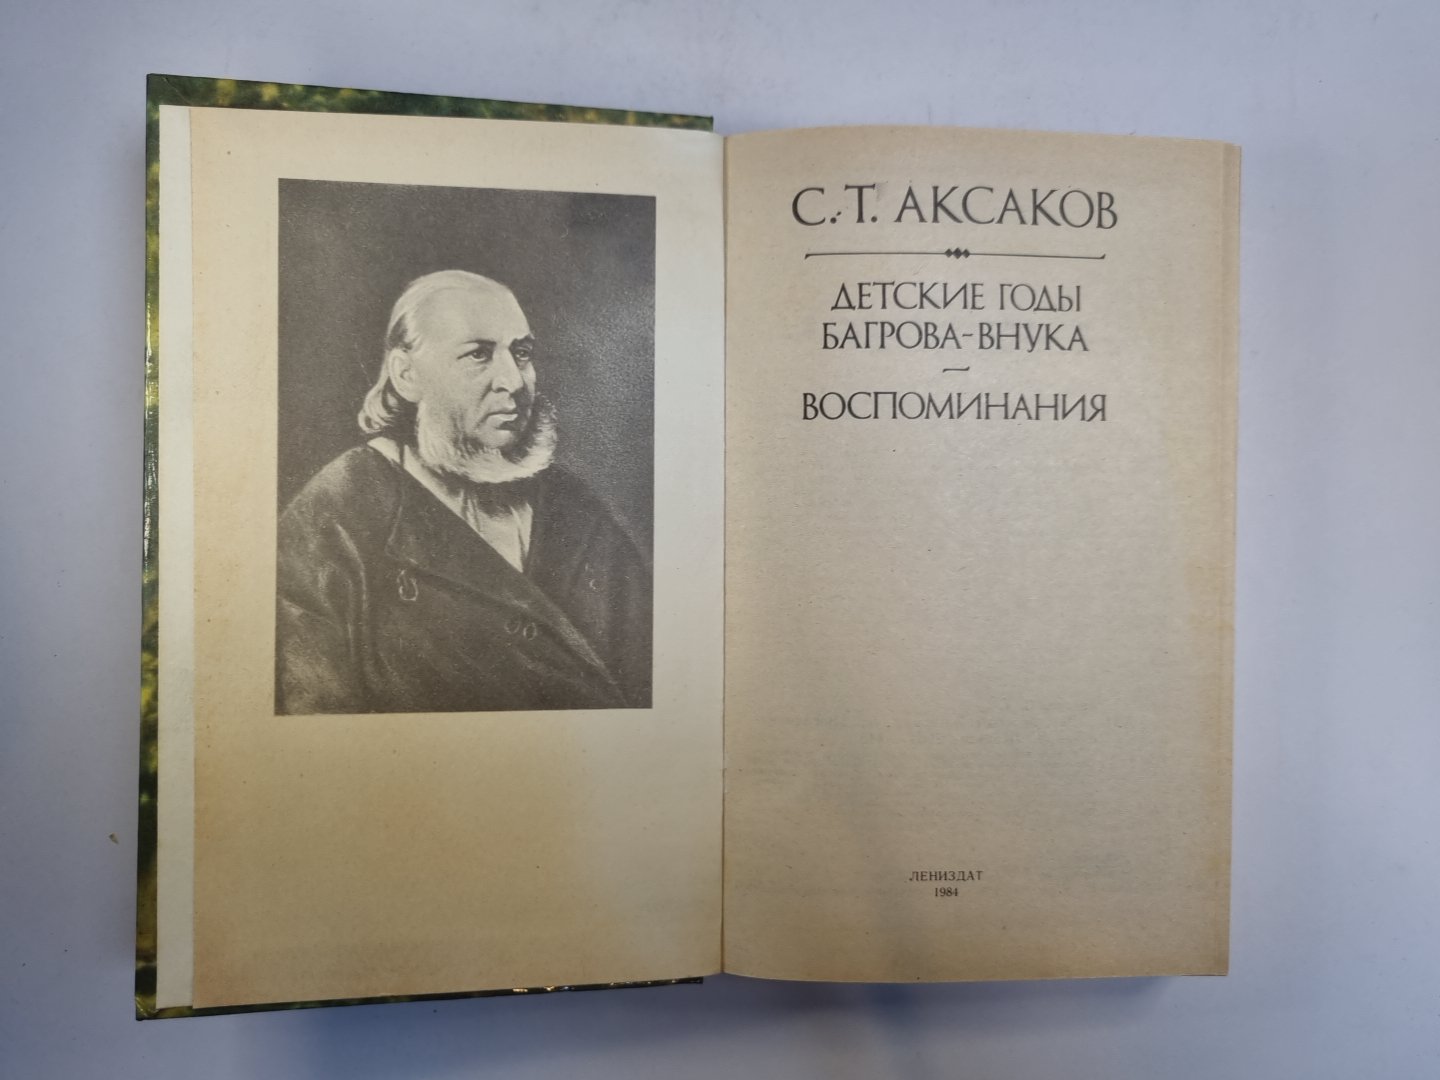 С. Т. АКСАКОВ
ДЕТСКИЕ ГОДЫ
БАГРОВА-ВНУКА
ВОСПОМИНАНИЯ
ЛЕНИЗДАТ
1984